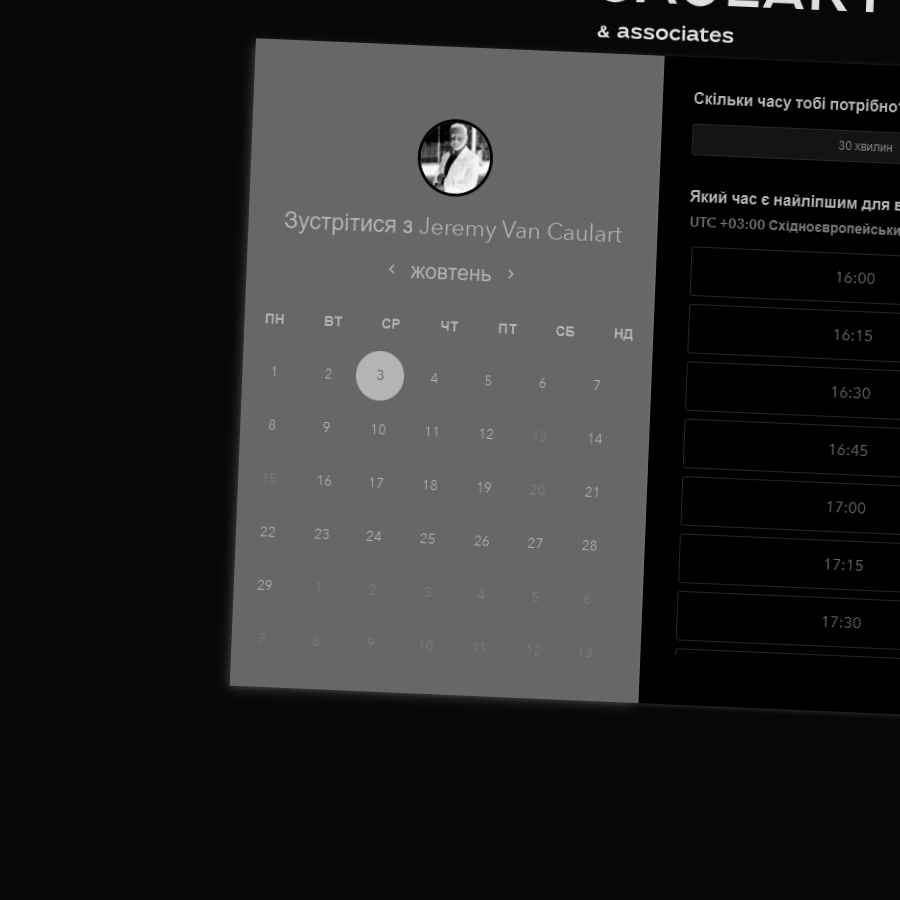 & associates
Зустрітися з Jeremy Van Caulart
жовтень
ПН ВТ СР ЧТ ПТ СБ НД
1 2 3 4 5 6 7
8 9 10 11 12 13 14
15 16 17 18 19 20 21
22 23 24 25 26 27 28
29 1 2 3 4 5 6
7 8 9 10 11 12 13
Скільки часу тобі потрібно?
30 хвилин
Який час є найліпшим для
UTC +03:00
16:00
16:15
16:30
16:45
17:00
17:15
17:30